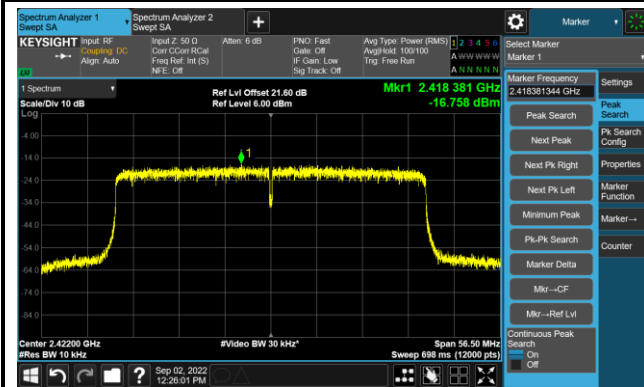 Spectrum Analyzer 1
Swept SA
Spectrum Analyzer 2
Swept SA
+
Marker
KEYSIGHT
Input: RF
Coupling: DC
Align: Auto
Input Z: 50 Ω
Corr CCorr RCal
Freq Ref: Int (S)
NFE: Off
Atten: 6 dB
PNO: Fast
Gate: Off
IF Gain: Low
Sig Track: Off
Avg Type: Power (RMS)
Avg|Hold: 100/100
Trig: Free Run
1 2 3 4 5 6
A W W W W W
A N N N N N
LXI
Select Marker
Marker 1
1 Spectrum
Scale/Div 10 dB
Log
Ref Lvl Offset 21.60 dB
Ref Level 6.00 dBm
Mkr1 2.418 381 GHz
-16.758 dBm
-4.00
-14.0
-24.0
-34.0
-44.0
-54.0
-64.0
-74.0
-84.0
1
Center 2.42200 GHz
#Res BW 10 kHz
#Video BW 30 kHz*
Span 56.50 MHz
Sweep 698 ms (12000 pts)
Marker Frequency
2.418381344 GHz
Peak Search
Next Peak
Next Pk Right
Next Pk Left
Minimum Peak
Pk-Pk Search
Marker Delta
Mkr→CF
Mkr→Ref Lvl
Continuous Peak
Search
On
Off
Settings
Peak
Search
Pk Search
Config
Properties
Marker
Function
Marker→
Counter
?
Sep 02, 2022
12:26:01 PM